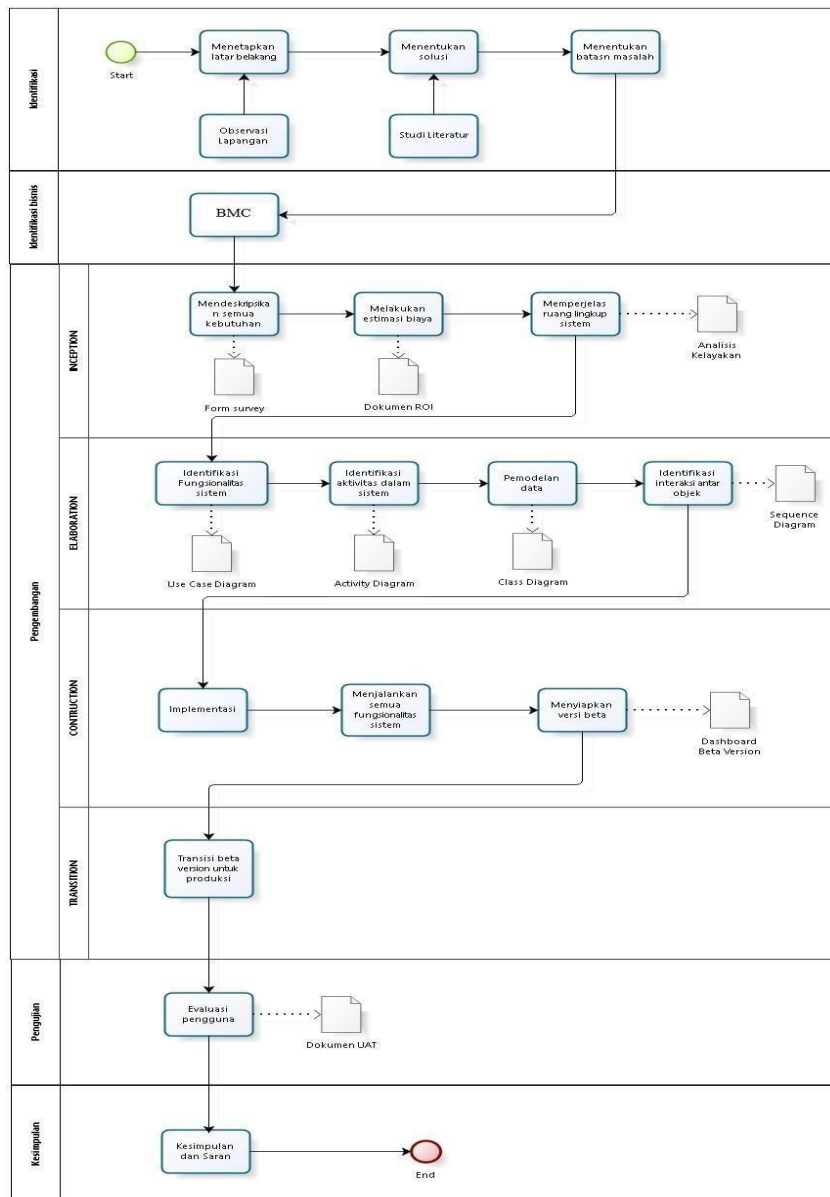 Identifikasi
Start
Menetapkan
latar belakang
Menentukan
solusi
Menentukan
batasn masalah
Observasi
Lapangan
Studi Literatur
Identifikasi bisnis
BMC
Pengembangan
INCEPTION
Mendeskripsika
n semua
kebutuhan
Melakukan
estimasi biaya
Memperjelas
ruang lingkup
sistem
Analisis
Kelayakan
Form survey
Dokumen ROI
ELABORATION
Identifikasi
Fungsionalitas
sistem
Identifikasi
aktivitas dalam
sistem
Pemodelan
data
Identifikasi
interaksi antar
objek
Sequence
Diagram
Use Case Diagram
Activity Diagram
Class Diagram
CONTRUCTION
Implementasi
Menjalankan
semua
fungsionalitas
sistem
Menyiapkan
versi beta
Dashboard
Beta Version
TRANSITION
Transisi beta
version untuk
produksi
Pengujian
Evaluasi
pengguna
Dokumen UAT
Kesimpulan
Kesimpulan
dan Saran
End